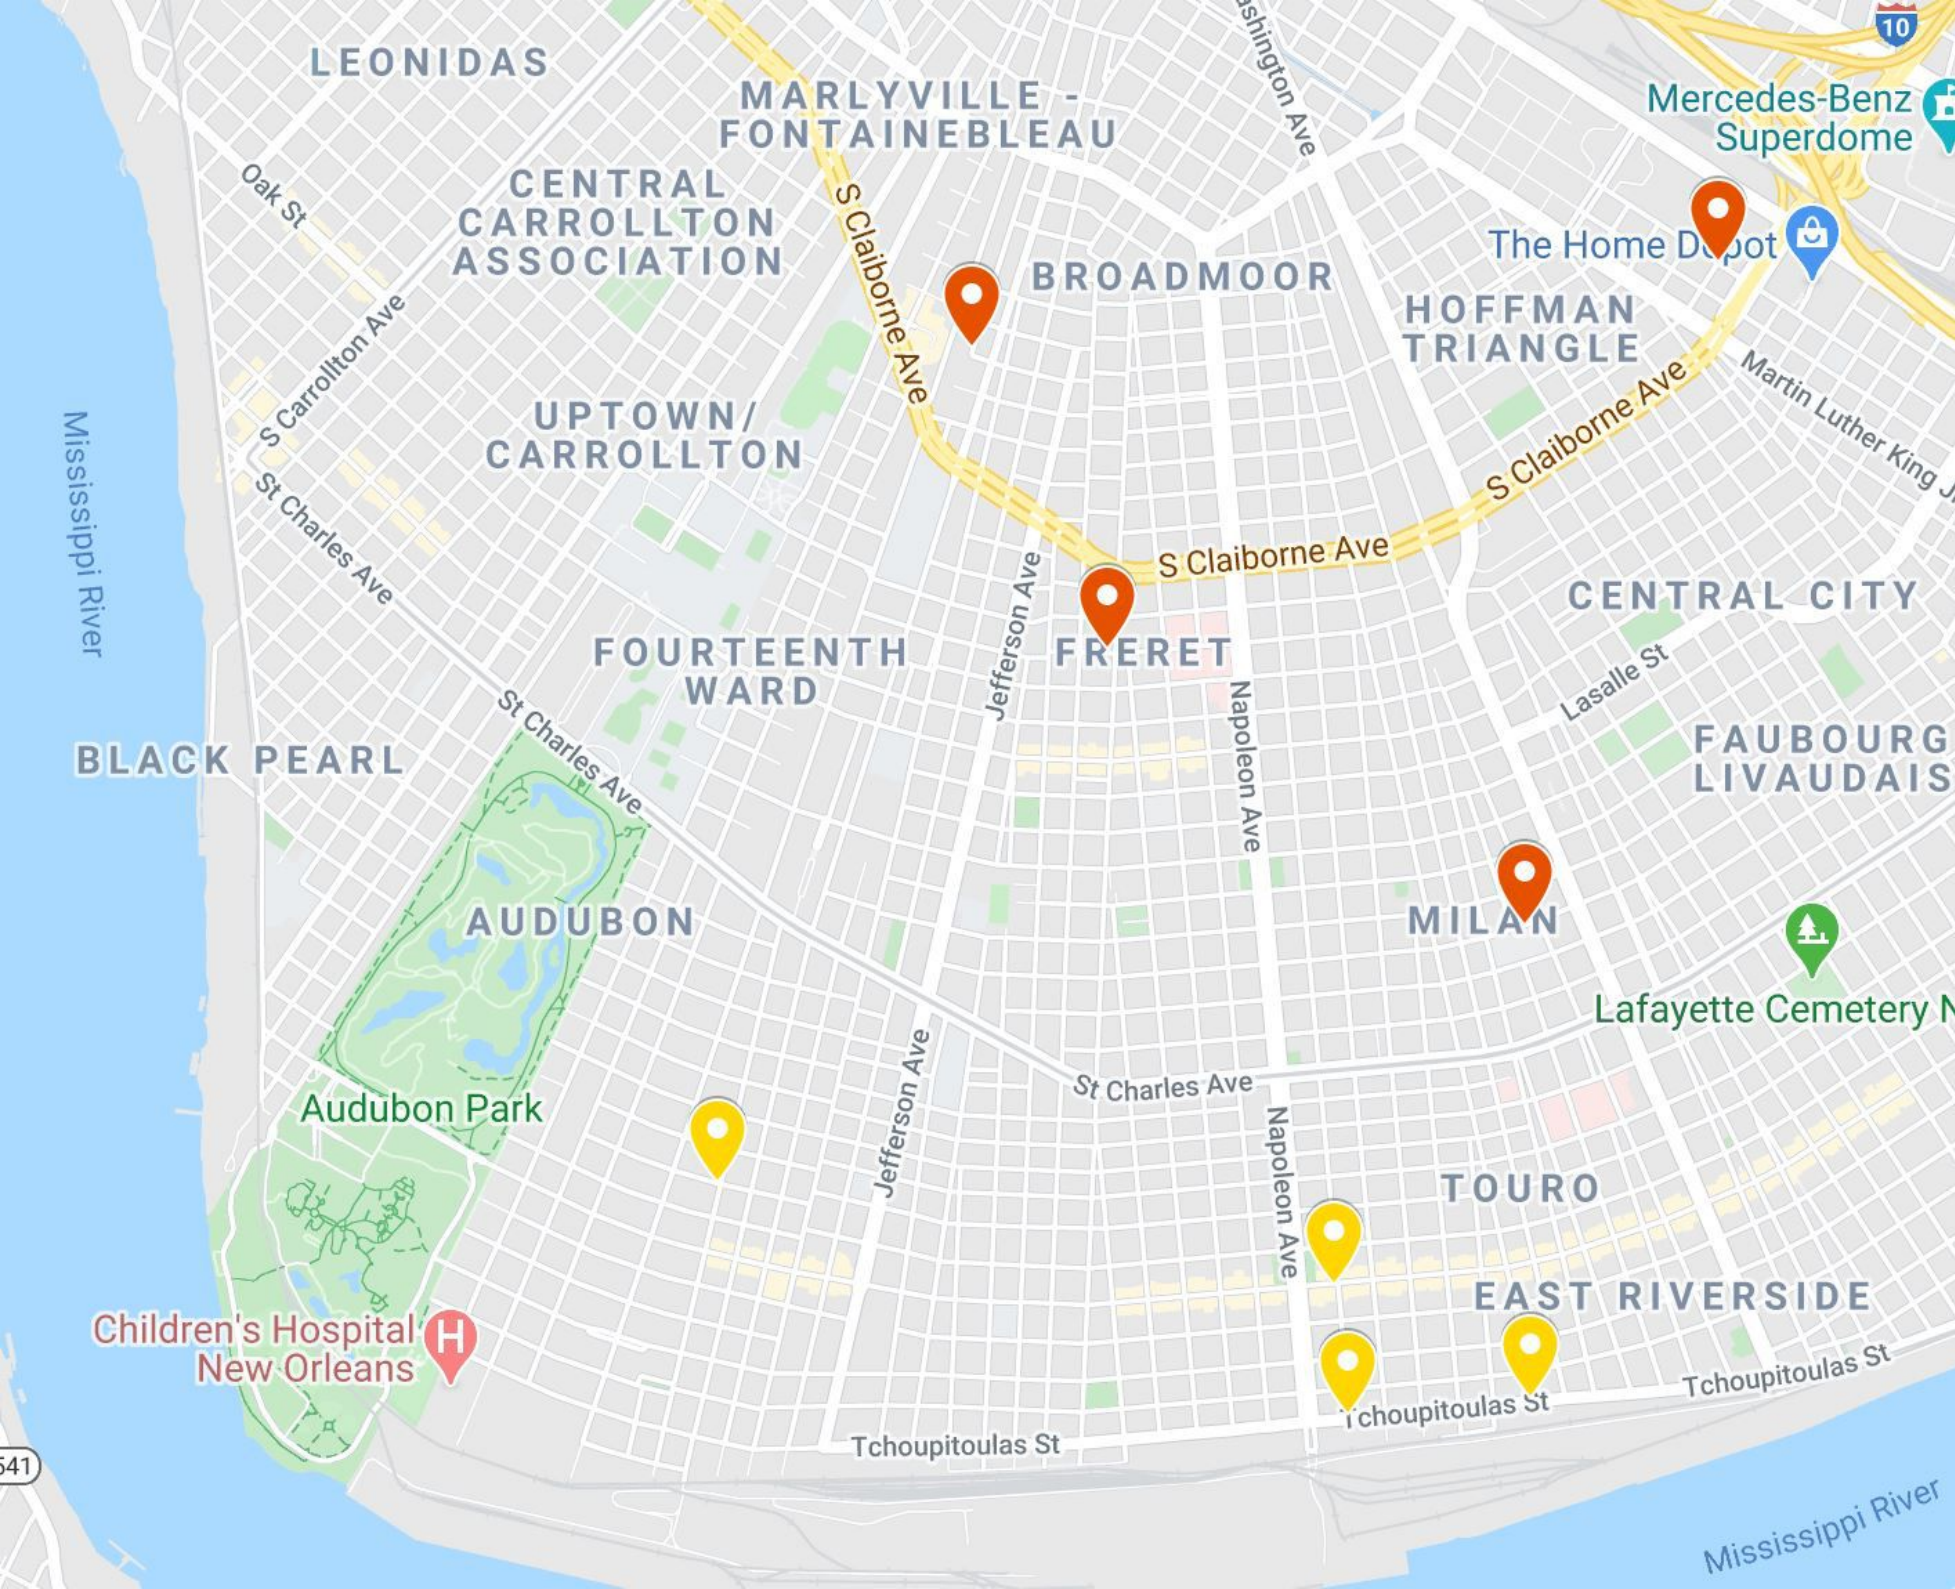 10
LEONIDAS
MARLYVILLE -
FONTAINEBLEAU
ashington Ave
Mercedes-Benz
Superdome
Oak St
CENTRAL
CARROLLTON
ASSOCIATION
S Claiborne Ave
BROADMOOR
The Home Depot
HOFFMAN
TRIANGLE
S Carrollton Ave
Martin Luther King J
S Claiborne Ave
UPTOWN/
CARROLLTON
Mississippi River
St Charles Ave
S Claiborne Ave
CENTRAL CITY
Jefferson Ave
FOURTEENTH
WARD
FRERET
Lasalle St
Napoleon Ave
St Charles Ave
FAUBOURG
LIVAUDAIS
BLACK PEARL
AUDUBON
MILAN
Lafayette Cemetery N
St Charles Ave
Jefferson Ave
Audubon Park
Napoleon Ave
TOURO
EAST RIVERSIDE
Children's Hospital
New Orleans
H
Tchoupitoulas St
Tchoupitoulas St
Tchoupitoulas St
541
Mississippi River